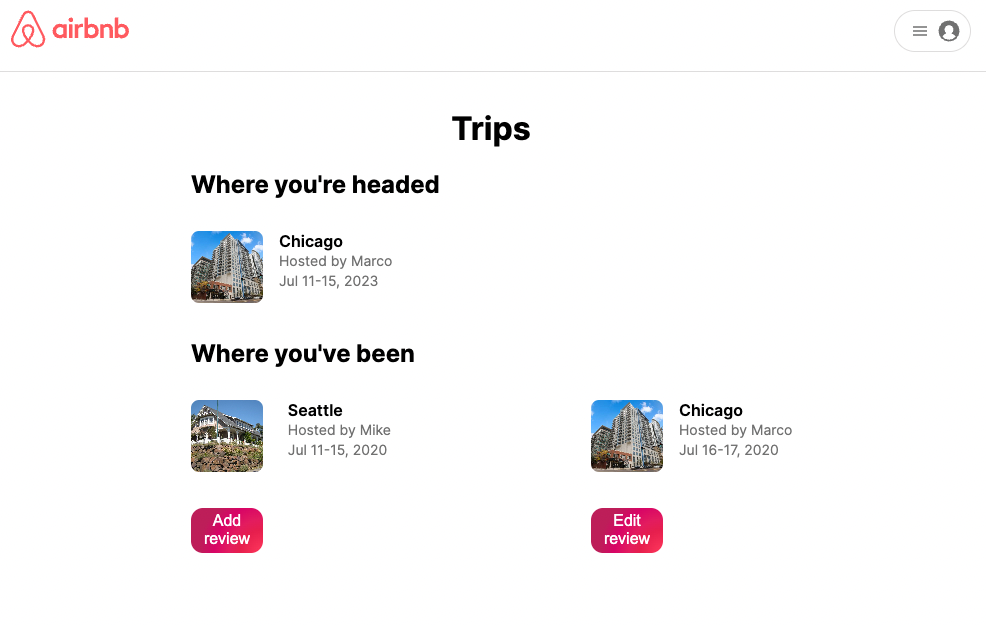 airbnb
Trips
Where you're headed
Chicago
Hosted by Marco
Jul 11-15, 2023
Where you've been
Seattle
Hosted by Mike
Jul 11-15, 2020
Add
review
Chicago
Hosted by Marco
Jul 16-17, 2020
Edit
review